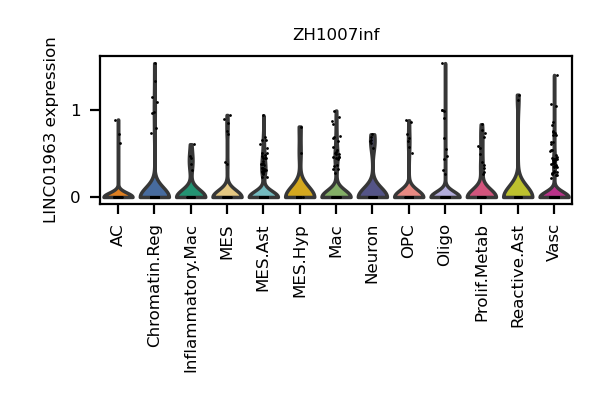 ZH1007inf
LINC01963 expression
1
0
AC
Chromatin.Reg
Inflammatory.Mac
MES
MES.Ast
MES.Hyp
Mac
Neuron
OPC
Oligo
Prolif.Metab
Reactive.Ast
Vasc